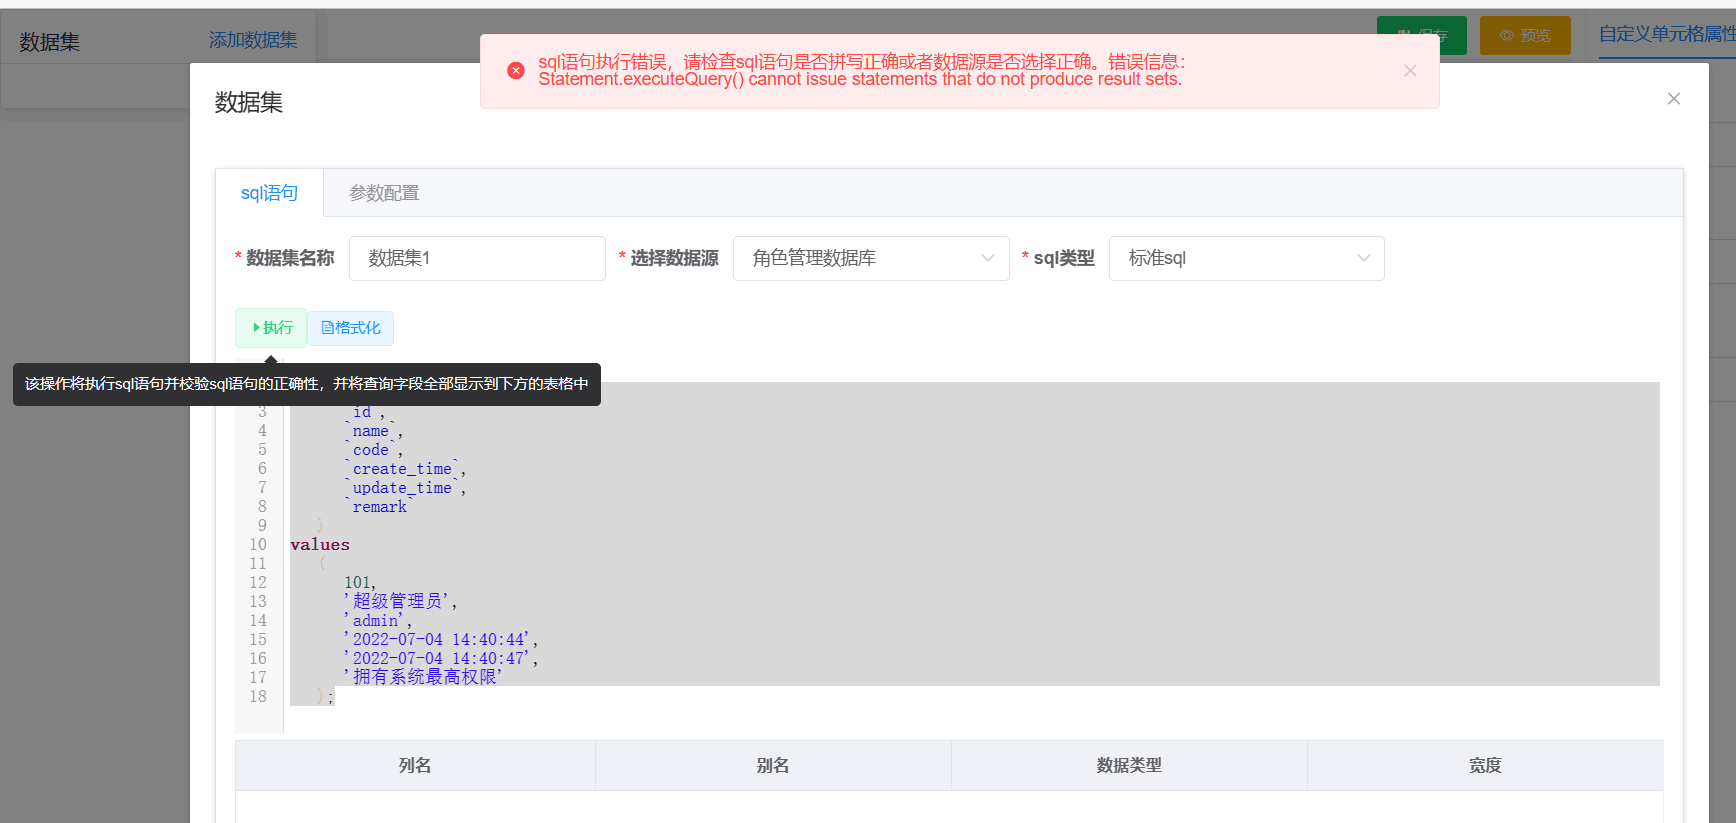 数据集
添加数据集
保存
预览
自定义单元格属性
sql语句执行错误，请检查sql语句是否拼写正确或者数据源是否选择正确。错误信息：
Statement.executeQuery() cannot issue statements that do not produce result sets.
数据集
sql语句
参数配置
* 数据集名称
数据集1
* 选择数据源
角色管理数据库
* sql类型
标准sql
执行
格式化
该操作将执行sql语句并校验sql语句的正确性，并将查询字段全部显示到下方的表格中
3 id`,
4 `name`,
5 `code`,
6 `create_time`,
7 `update_time`,
8 `remark`
9 )
10 values
11 (
12 101,
13 '超级管理员',
14 'admin',
15 '2022-07-04 14:40:44',
16 '2022-07-04 14:40:47',
17 '拥有系统最高权限'
18 );
列名
别名
数据类型
宽度